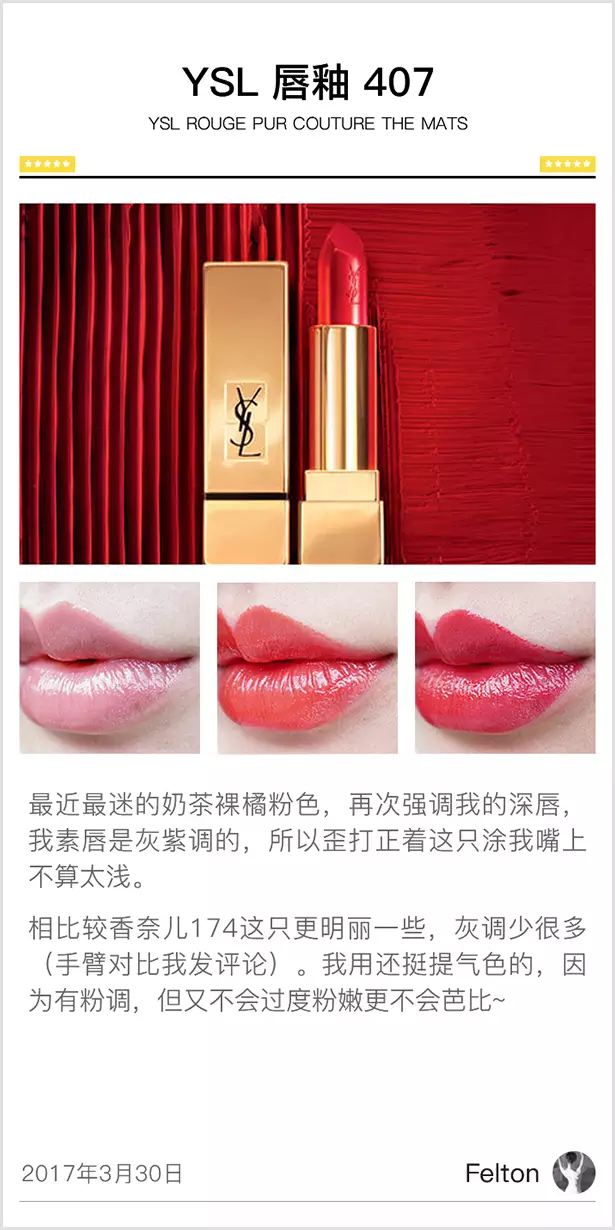 YSL 唇釉 407
YSL ROUGE PUR COUTURE THE MATS
YSL
YSL
最近最迷的奶茶裸橘粉色，再次强调我的深唇，
我素唇是灰紫调的，所以歪打正着这只涂我嘴上
不算太浅。
相比较香奈儿174这只更明丽一些，灰调少很多
（手臂对比我发评论）。我用还挺提气色的，因
为有粉调，但又不会过度粉嫩更不会芭比~
2017年3月30日
Felton